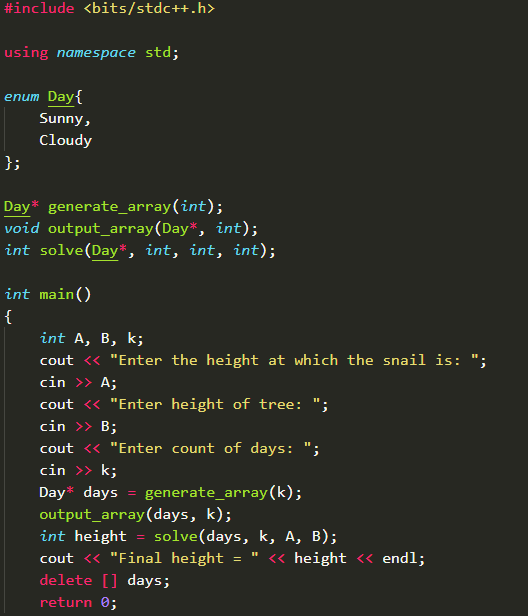 #include <bits/stdc++.h>
using namespace std;
enum Day{
Sunny,
Cloudy
};
Day* generate_array(int);
void output_array(Day*, int);
int solve(Day*, int, int, int);
int main()
{
int A, B, k;
cout << "Enter the height at which the snail is: ";
cin >> A;
cout << "Enter height of tree: ";
cin >> B;
cout << "Enter count of days: ";
cin >> k;
Day* days = generate_array(k);
output_array(days, k);
int height = solve(days, k, A, B);
cout << "Final height = " << height << endl;
delete [] days;
return 0;